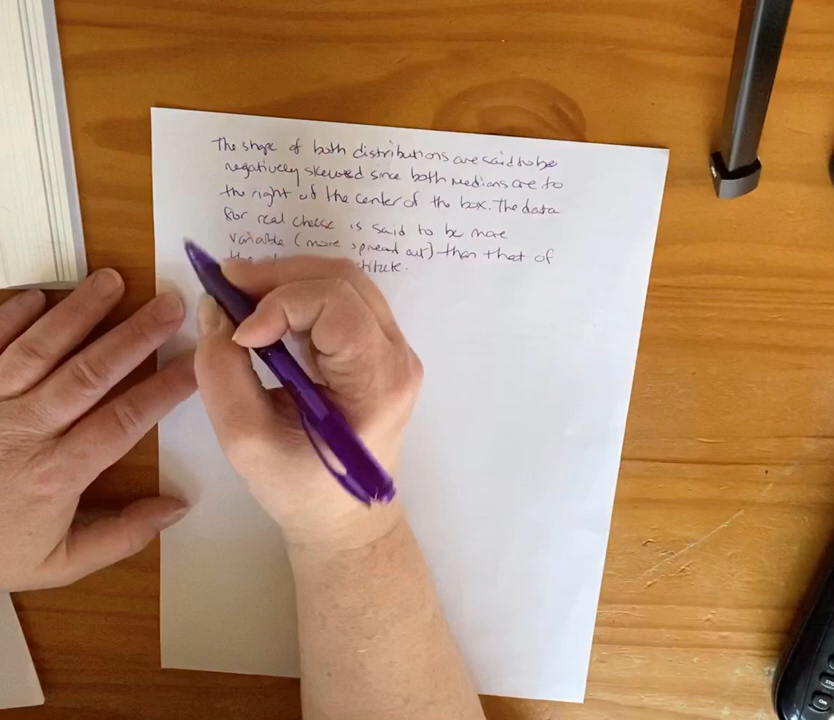 The shape of both distributions are said to be
negatively skewed since both medians are to
the right of the center of the box. The data
for real cheese is said to be more
variable (more spread out) than that of
the